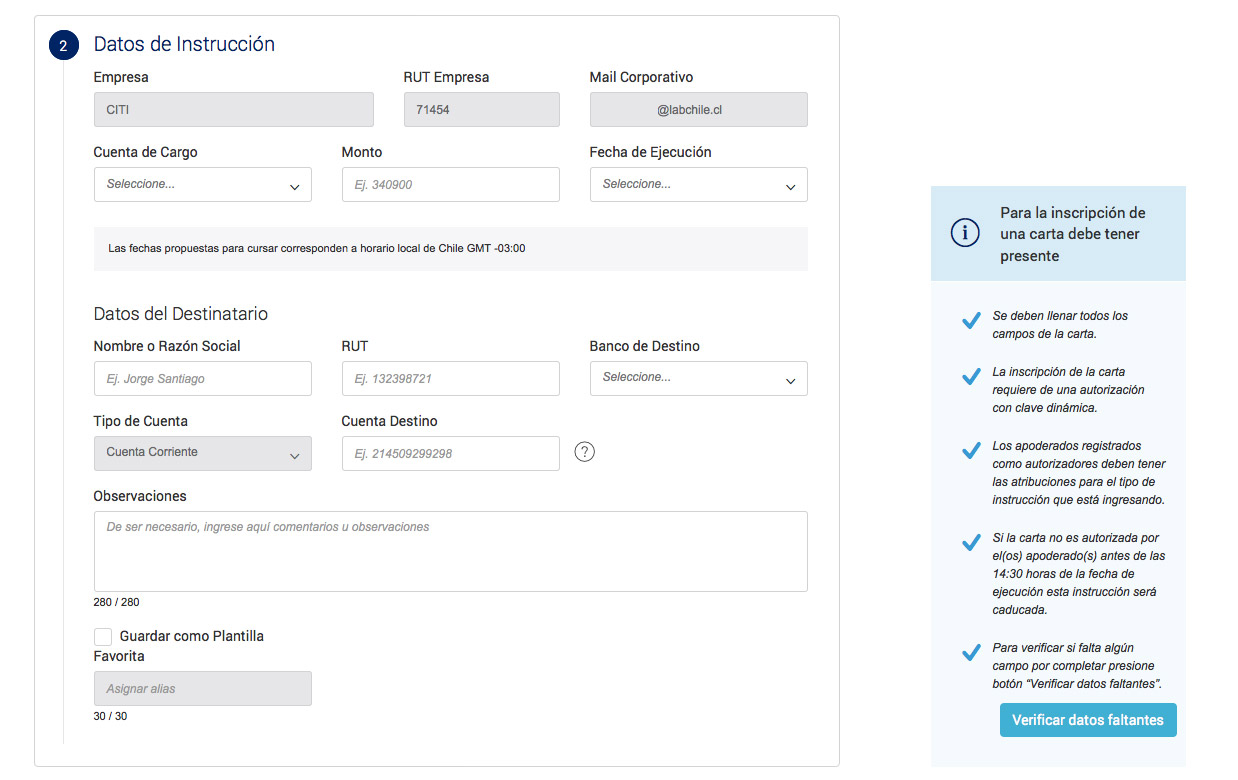 2 Datos de Instrucción
Empresa RUT Empresa Mail Corporativo
CITI 71454 @labchile.cl
Cuenta de Cargo Monto Fecha de Ejecución
Seleccione... Ej. 340900 Seleccione...
Las fechas propuestas para cursar corresponden a horario local de Chile GMT -03:00
Datos del Destinatario
Nombre o Razón Social RUT Banco de Destino
Ej. Jorge Santiago Ej. 132398721 Seleccione...
Tipo de Cuenta Cuenta Destino
Cuenta Corriente Ej. 214509299298 ?
Observaciones
De ser necesario, ingrese aquí comentarios u observaciones
280 / 280
Guardar como Plantilla
Favorita
Asignar alias
30 / 30
i
Para la inscripción de
una carta debe tener
presente
Se deben llenar todos los
campos de la carta.
La inscripción de la carta
requiere de una autorización
con clave dinámica.
Los apoderados registrados
como autorizadores deben tener
las atribuciones para el tipo de
instrucción que está ingresando.
Si la carta no es autorizada por
el(os) apoderado(s) antes de las
14:30 horas de la fecha de
ejecución esta instrucción será
caducada.
Para verificar si falta algún
campo por completar presione
botón “Verificar datos faltantes”.
Verificar datos faltantes